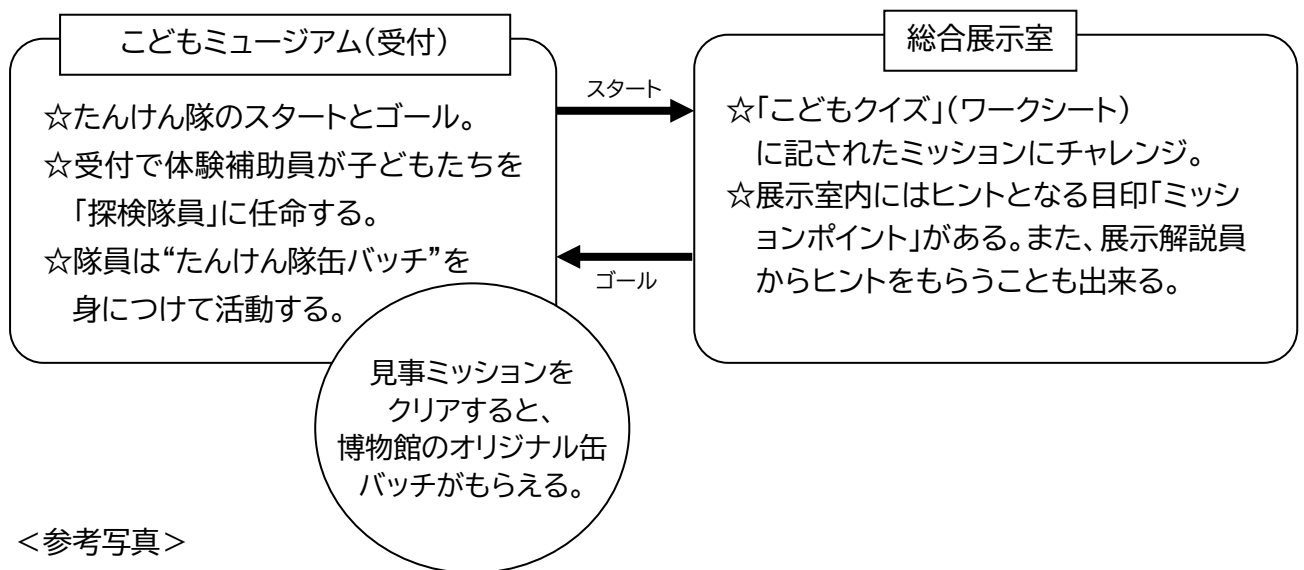 こどもミュージアム(受付)
☆たんけん隊のスタートとゴール。
☆受付で体験補助員が子どもたちを
「探検隊員」に任命する。
☆隊員は“たんけん隊缶バッチ”を
身につけて活動する。
見事ミッションを
クリアすると、
博物館のオリジナル缶
バッチがもらえる。
スタート
ゴール
総合展示室
☆「こどもクイズ」(ワークシート)
に記されたミッションにチャレンジ。
☆展示室内にはヒントとなる目印「ミッシ
ョンポイント」がある。また、展示解説員
からヒントをもらうことも出来る。
<参考写真>